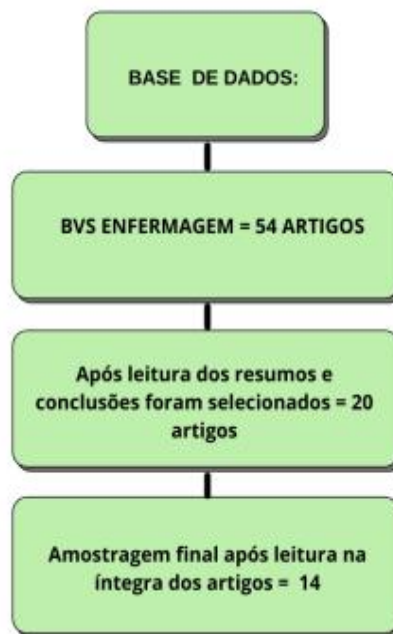 BASE DE DADOS:
BVS ENFERMAGEM = 54 ARTIGOS
Após leitura dos resumos e
conclusões foram selecionados = 20
artigos
Amostragem final após leitura na
íntegra dos artigos = 14